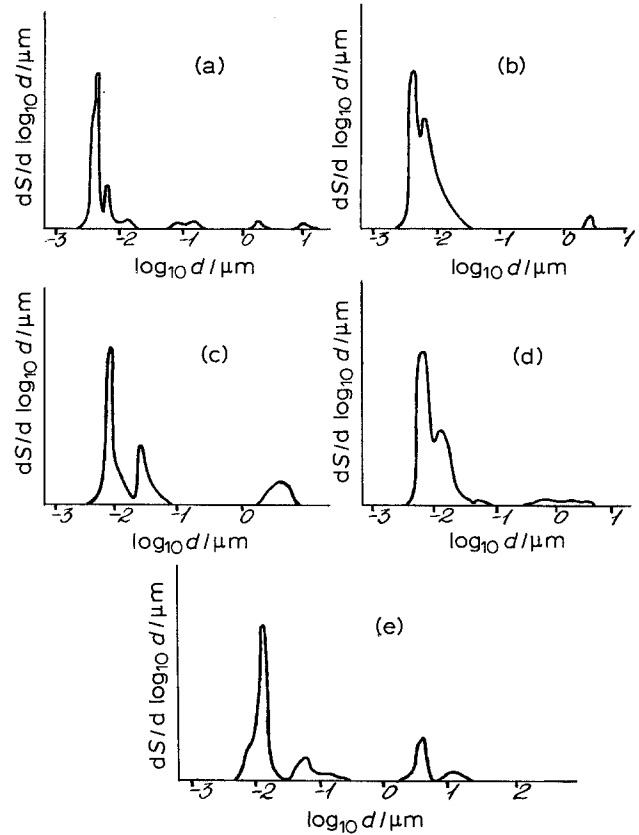 (a)
dS/d log₁₀ d/μm
-3 -2 -1 0 1
log₁₀ d/μm
(b)
dS/d log₁₀ d/μm
-3 -2 -1 0 1
log₁₀ d/μm
(c)
dS/d log₁₀ d/μm
-3 -2 -1 0
log₁₀ d/μm
(d)
dS/d log₁₀ d/μm
-3 -2 -1 0 1
log₁₀ d/μm
(e)
dS/d log₁₀ d/μm
-3 -2 -1 0 1 2
log₁₀ d/μm